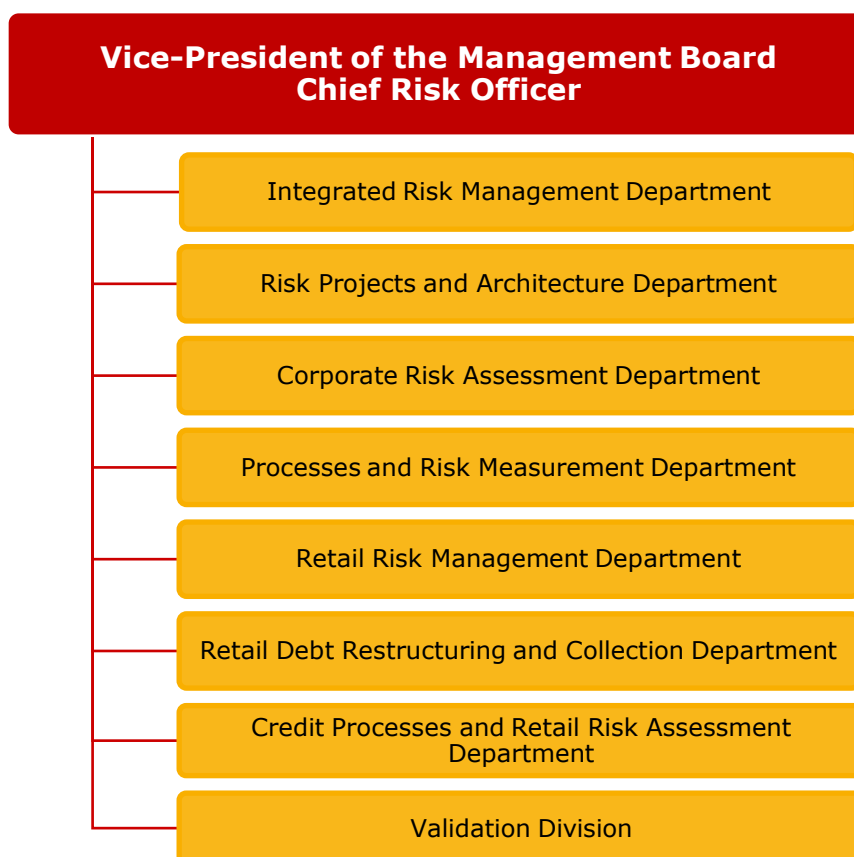 Vice-President of the Management Board
Chief Risk Officer
Integrated Risk Management Department
Risk Projects and Architecture Department
Corporate Risk Assessment Department
Processes and Risk Measurement Department
Retail Risk Management Department
Retail Debt Restructuring and Collection Department
Credit Processes and Retail Risk Assessment
Department
Validation Division